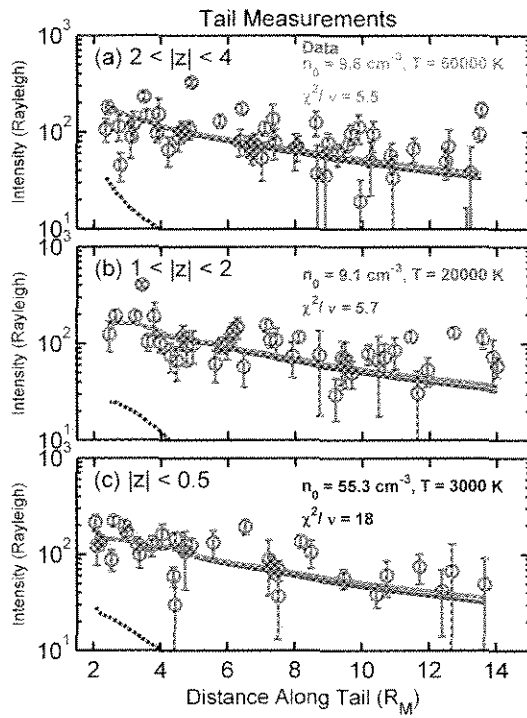 Tail Measurements
(a) 2 < |z| < 4
Data
n₀ = 9.6 cm⁻³, T = 60000 K
χ²/ν = 5.5
Intensity (Rayleigh)
10³
10²
10¹
(b) 1 < |z| < 2
n₀ = 9.1 cm⁻³, T = 20000 K
χ²/ν = 5.7
Intensity (Rayleigh)
10³
10²
10¹
(c) |z| < 0.5
n₀ = 55.3 cm⁻³, T = 3000 K
χ²/ν = 18
Intensity (Rayleigh)
10³
10²
10¹
2 4 6 8 10 12 14
Distance Along Tail (R_M)